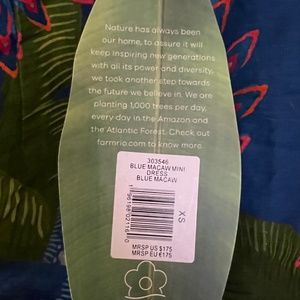 Nature has always been
our home, to assure it will
keep inspiring new generations
with all its power and diversity,
we took another step towards
the future we believe in. We are
planting 1,000 trees per day,
every day in the Amazon and
the Atlantic Forest. Check out
farmrio.com to know more.
303546
BLUE MACAW MINI
DRESS
BLUE MACAW
XS
MRSP US $175
MRSP EU €175